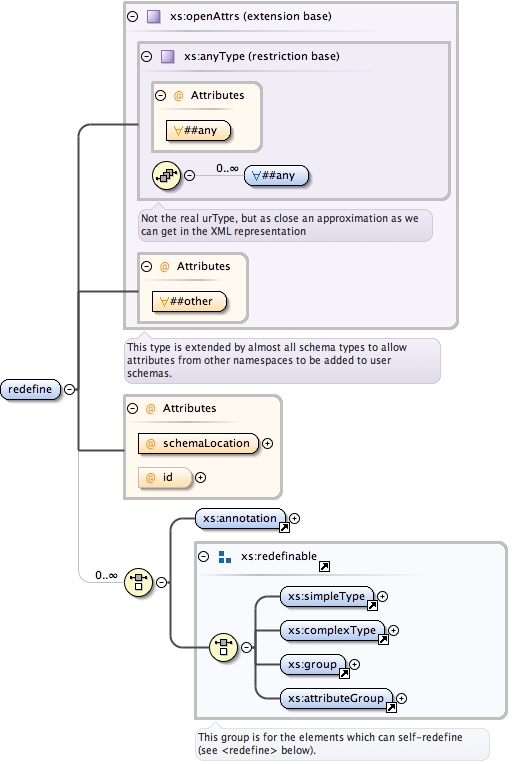 xs:openAttrs (extension base)
xs:anyType (restriction base)
@ Attributes
∀##any
0..∞
∀##any
Not the real urType, but as close an approximation as we
can get in the XML representation
@ Attributes
∀##other
This type is extended by almost all schema types to allow
attributes from other namespaces to be added to user
schemas.
redefine
@ Attributes
@ schemaLocation
@ id
xs:annotation
0..∞
xs:redefinable
xs:simpleType
xs:complexType
xs:group
xs:attributeGroup
This group is for the elements which can self-redefine
(see <redefine> below).